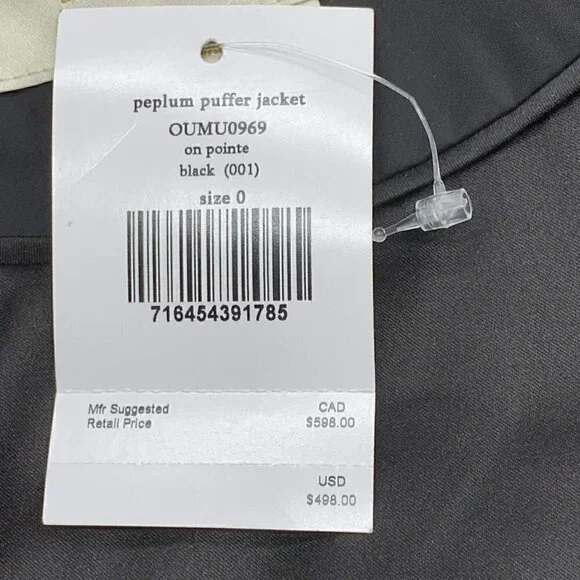 peplum puffer jacket
OUMU0969
on pointe
black (001)
size 0
716454391785
Mfr Suggested CAD
Retail Price $598.00
USD
$498.00